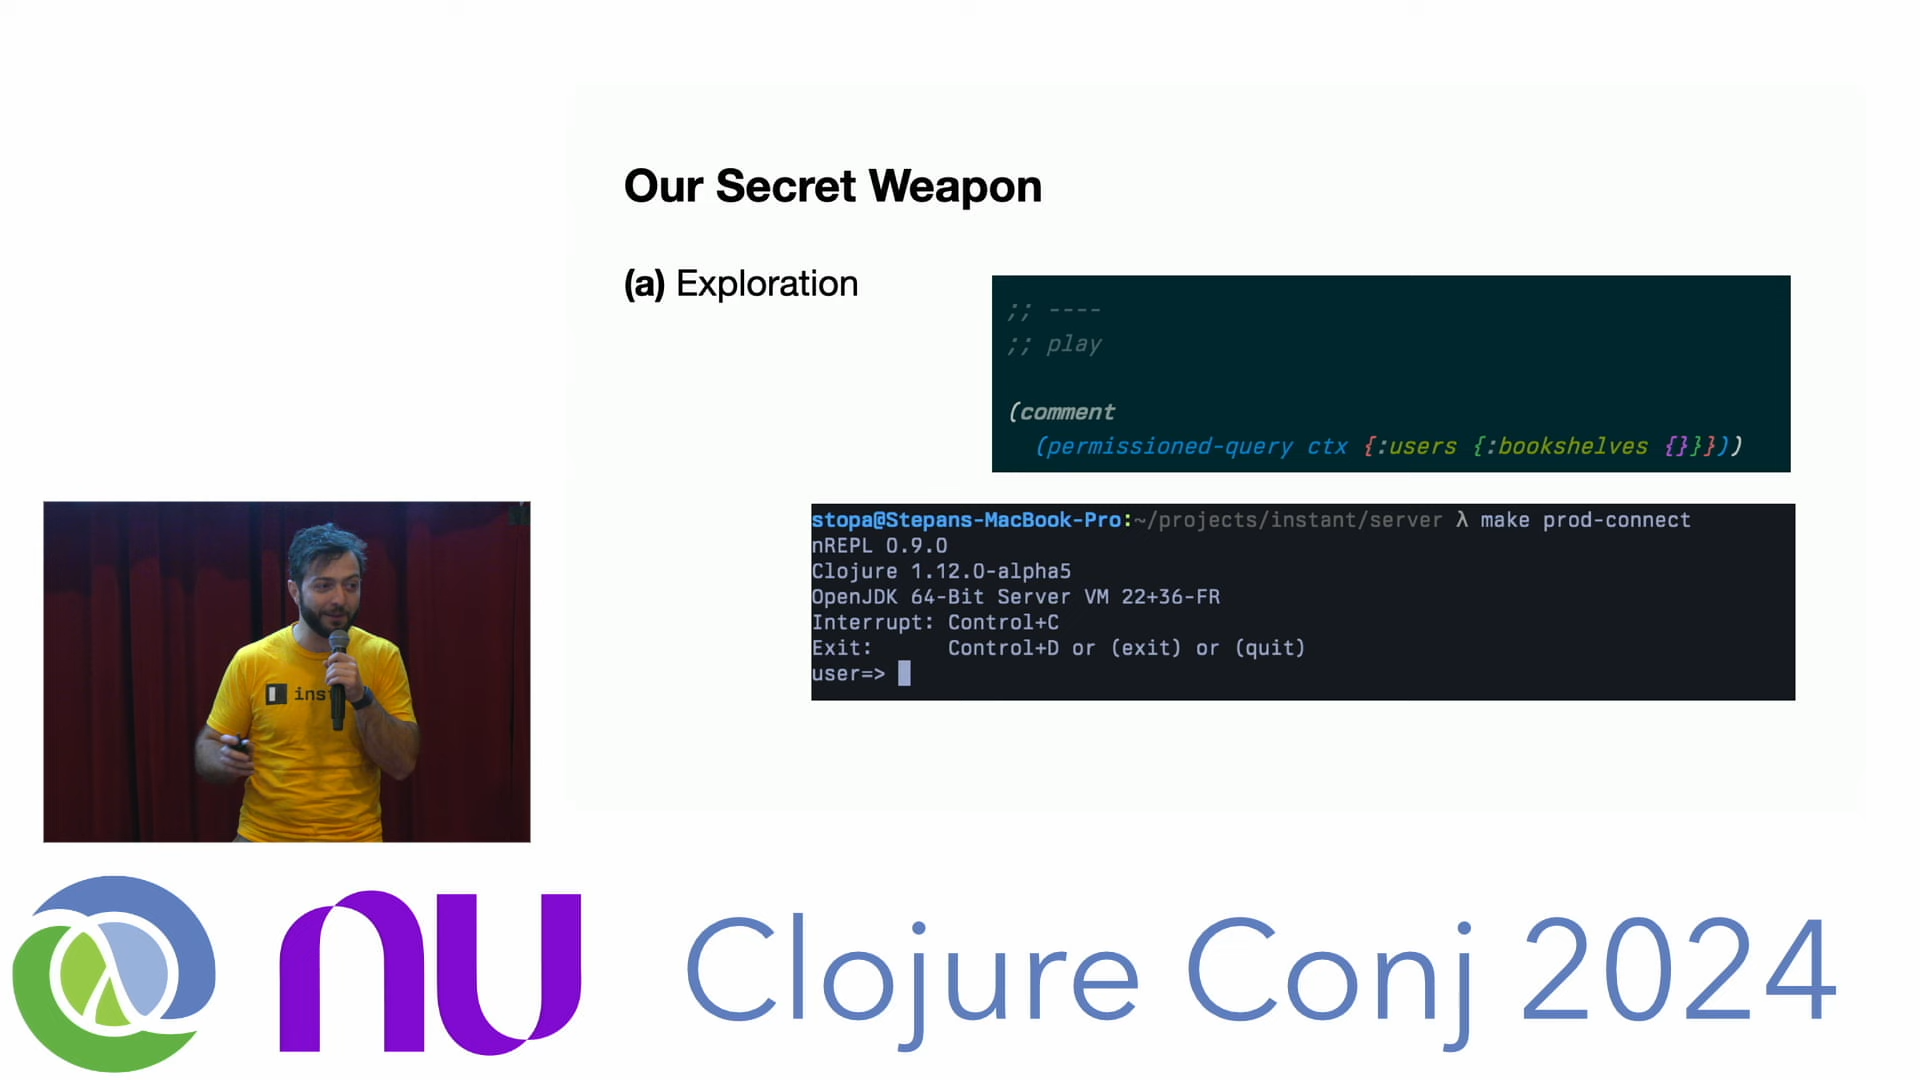 Our Secret Weapon
(a) Exploration
;; ----
;; play
(comment
(permissioned-query ctx {:users {:bookshelves {}}}))
stopa@Stepans-MacBook-Pro:~/projects/instant/server λ make prod-connect
nREPL 0.9.0
Clojure 1.12.0-alpha5
OpenJDK 64-Bit Server VM 22+36-FR
Interrupt: Control+C
Exit: Control+D or (exit) or (quit)
user=>
nu Clojure Conj 2024